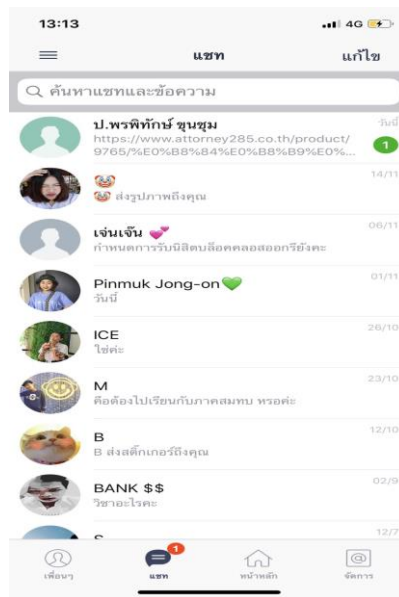 13:13
4G
แชท
แก้ไข
ค้นหาแชทและข้อความ
ป.พรพิทักษ์ ขุนชุม
วันนี้
https://www.attorney285.co.th/product/
9765/%E0%B8%84%E0%B8%B9%E0%...
1
🤡
14/11
🤡 ส่งรูปภาพถึงคุณ
เจ่นเจ๊น 💕
06/11
กำหนดการรับนิสิตบล็อคคลอสออกรึยังคะ
Pinmuk Jong-on💚
01/11
วันนี้
ICE
26/10
ใช่ค่ะ
M
23/10
คือต้องไปเรียนกับภาคสมทบ หรอค่ะ
B
12/10
B ส่งสติ๊กเกอร์ถึงคุณ
BANK $$
02/9
วิชาอะไรคะ
12/7
1
เพื่อนๆ
แชท
หน้าหลัก
จัดการ